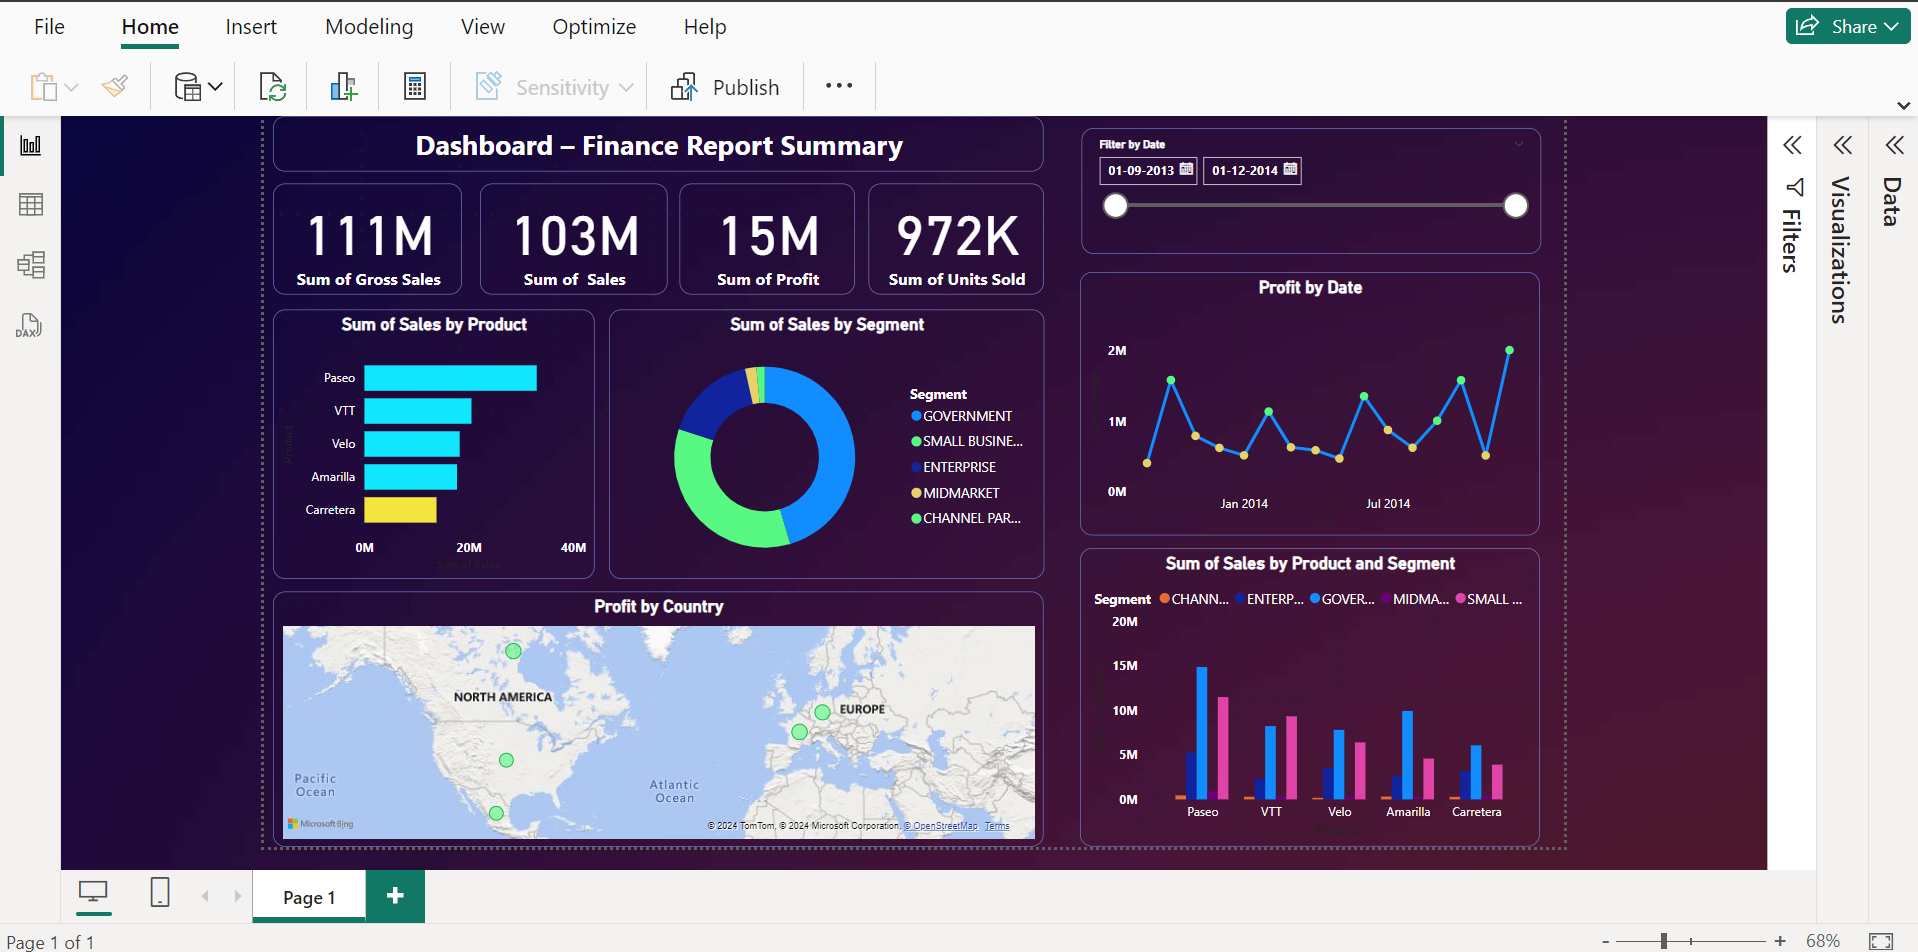 File Home Insert Modeling View Optimize Help Share
Sensitivity Publish
Dashboard – Finance Report Summary
111M
Sum of Gross Sales
103M
Sum of Sales
15M
Sum of Profit
972K
Sum of Units Sold
Filter by Date
01-09-2013 01-12-2014
Sum of Sales by Product
Product
Paseo
VTT
Velo
Amarilla
Carretera
0M 20M 40M
Sum of Sales
Sum of Sales by Segment
Segment
GOVERNMENT
SMALL BUSINE...
ENTERPRISE
MIDMARKET
CHANNEL PAR...
Profit by Date
2M
1M
0M
Jan 2014 Jul 2014
Profit by Country
NORTH AMERICA
EUROPE
Pacific
Ocean
Atlantic
Ocean
Microsoft Bing
© 2024 TomTom, © 2024 Microsoft Corporation, © OpenStreetMap Terms
Sum of Sales by Product and Segment
Segment CHANN... ENTERP... GOVER... MIDMA... SMALL ...
20M
15M
10M
5M
0M
Paseo VTT Velo Amarilla Carretera
Product
Filters
Visualizations
Data
DAX
Page 1
Page 1 of 1
68%